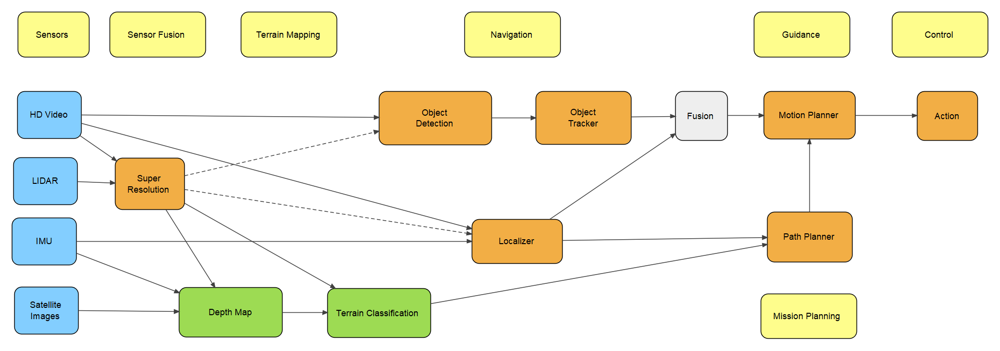 Sensors
Sensor Fusion
Terrain Mapping
Navigation
Guidance
Control
HD Video
Object
Detection
Object
Tracker
Fusion
Motion Planner
Action
LIDAR
Super
Resolution
IMU
Localizer
Path Planner
Satellite
Images
Depth Map
Terrain Classification
Mission Planning